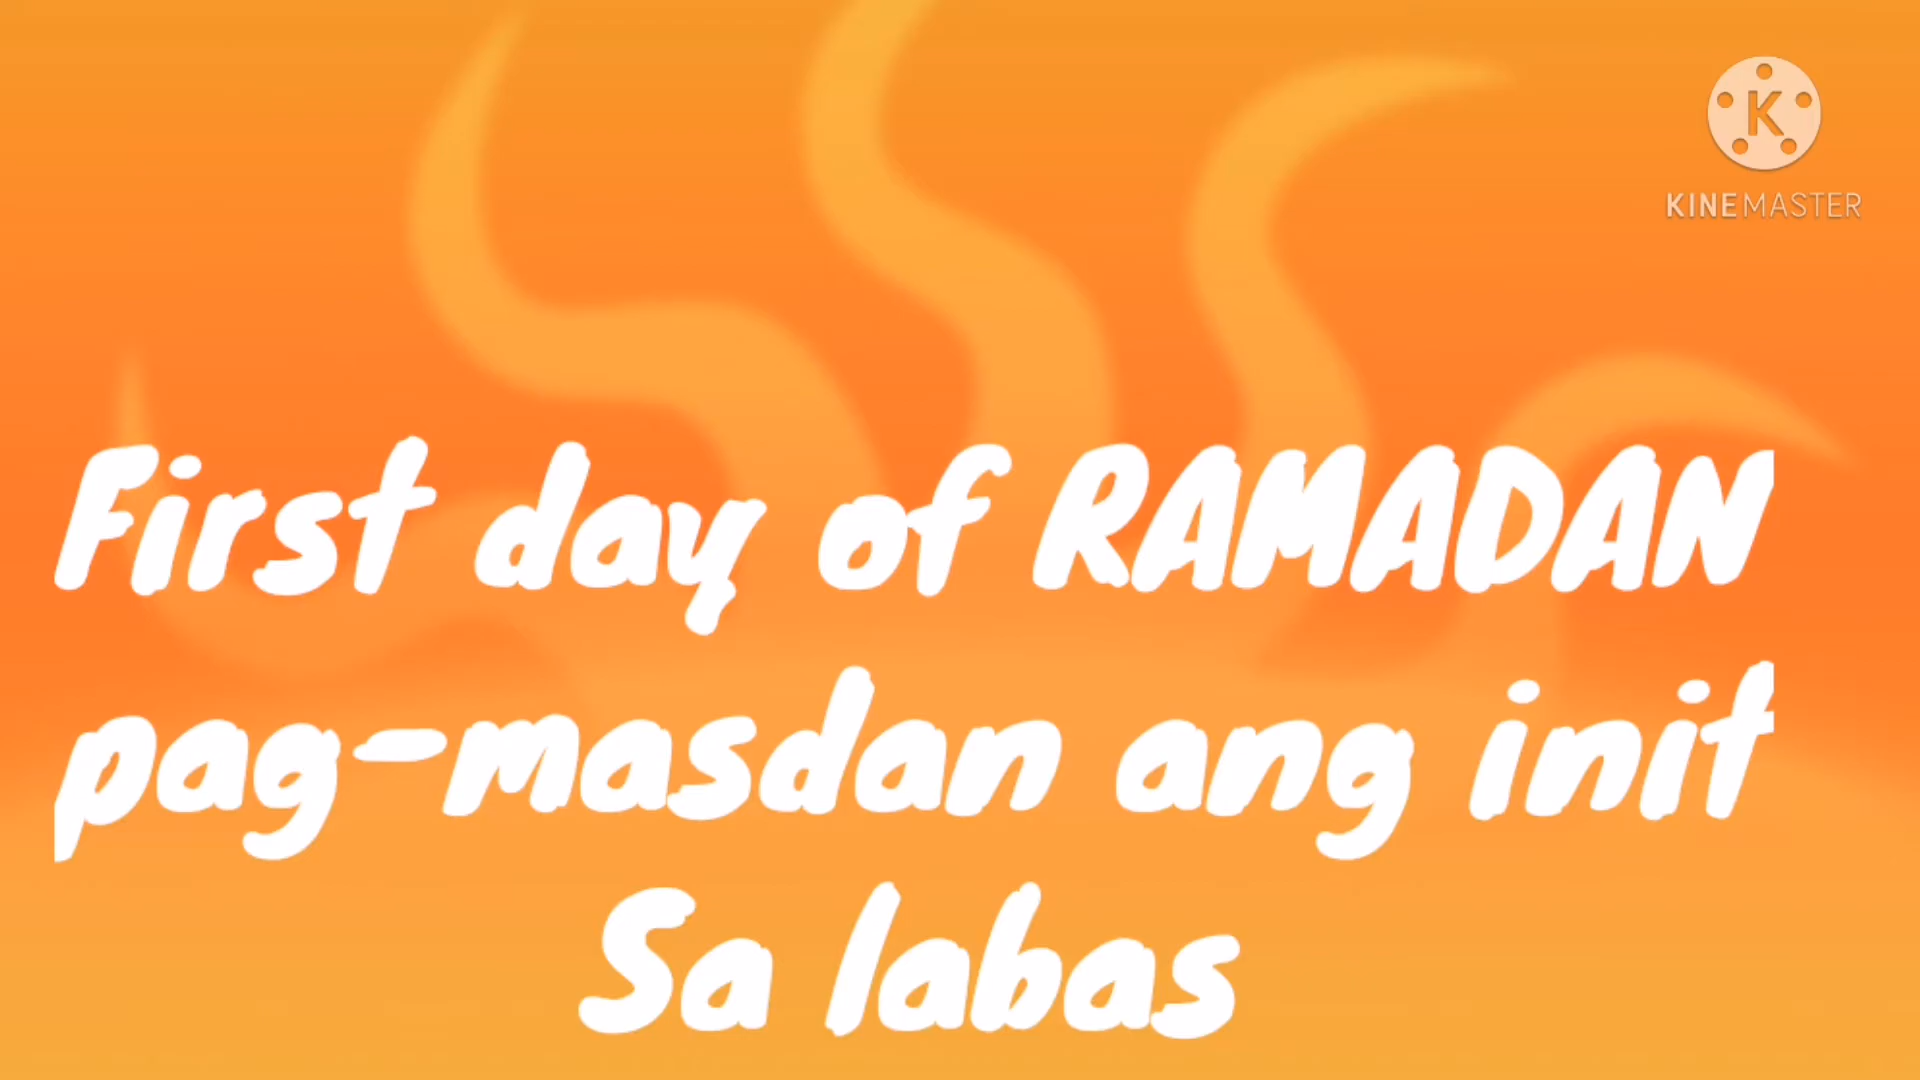 K
KINEMASTER
First day of RAMADAN
pag-masdan ang init
Sa labas